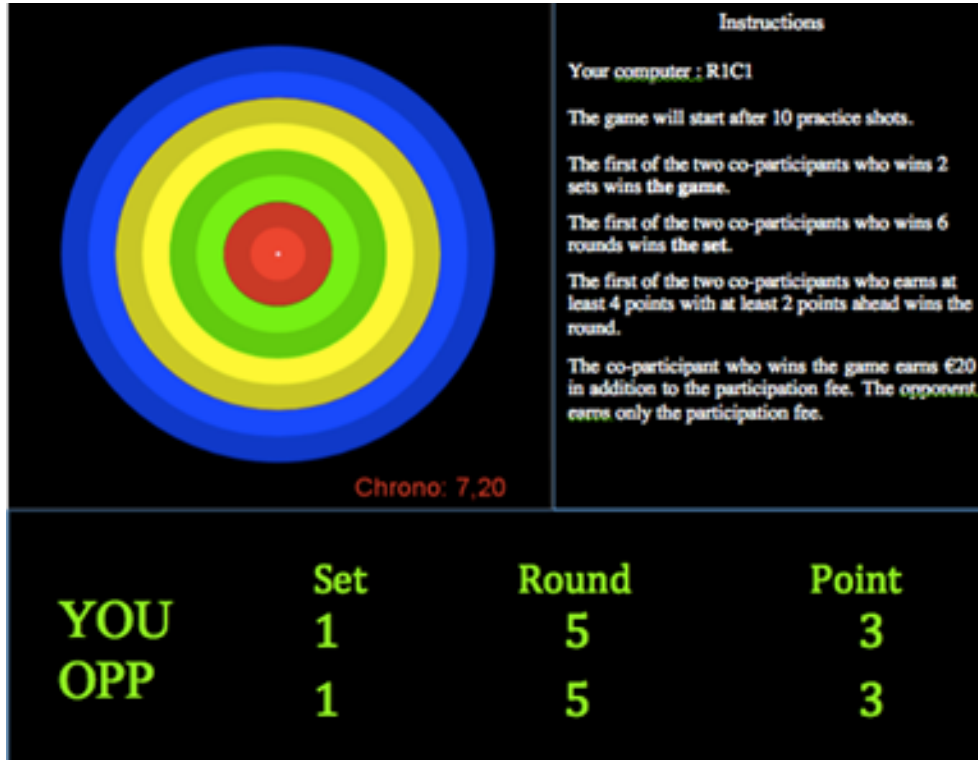 Instructions
Your computer : R1C1
The game will start after 10 practice shots.
The first of the two co-participants who wins 2
sets wins the game.
The first of the two co-participants who wins 6
rounds wins the set.
The first of the two co-participants who earns at
least 4 points with at least 2 points ahead wins the
round.
The co-participant who wins the game earns €20
in addition to the participation fee. The opponent
earns only the participation fee.
Chrono: 7,20
Set Round Point
YOU 1 5 3
OPP 1 5 3